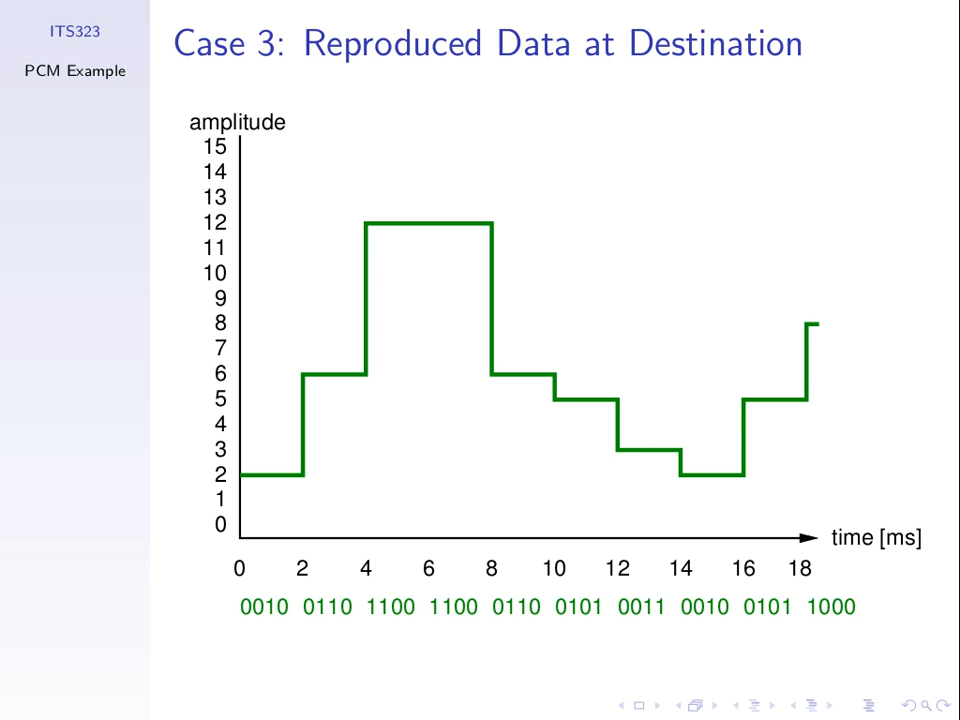 ITS323
PCM Example
Case 3: Reproduced Data at Destination
amplitude
15
14
13
12
11
10
9
8
7
6
5
4
3
2
1
0
time [ms]
0 2 4 6 8 10 12 14 16 18
0010 0110 1100 1100 0110 0101 0011 0010 0101 1000